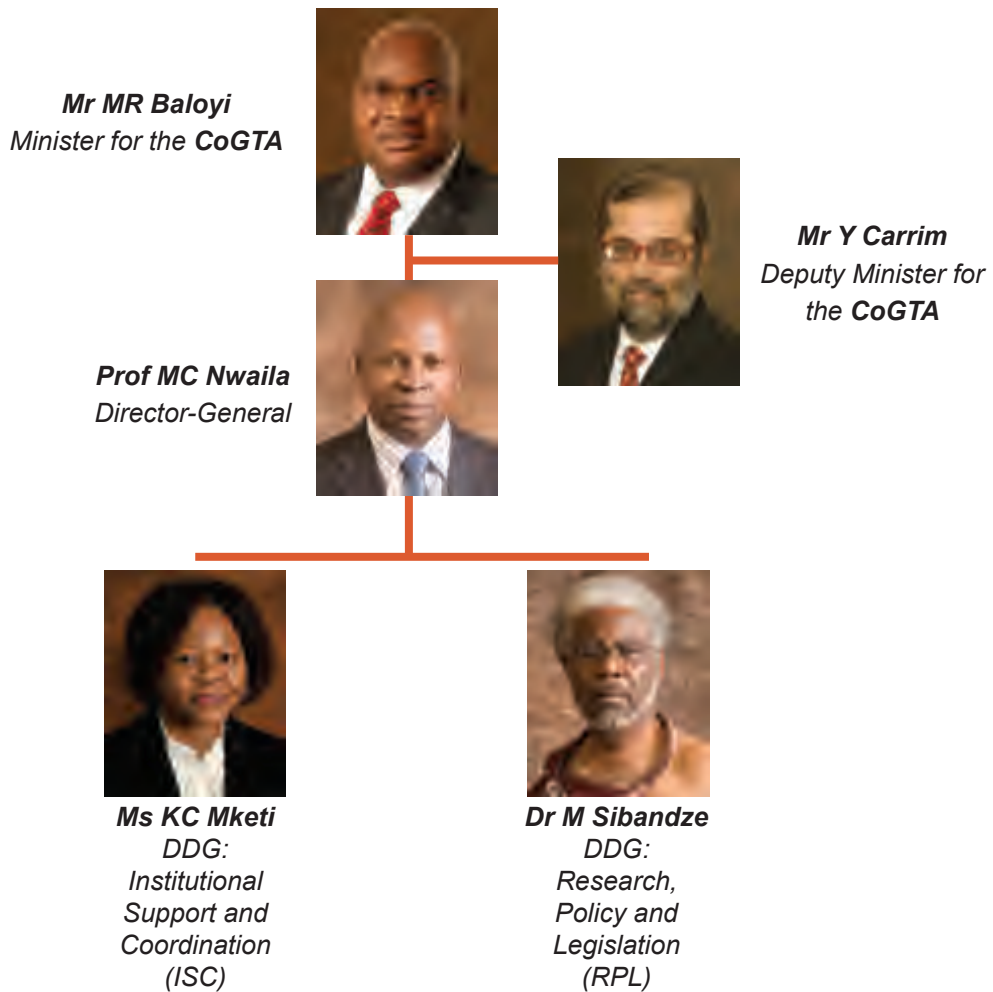 Mr MR Baloyi
Minister for the CoGTA
Mr Y Carrim
Deputy Minister for
the CoGTA
Prof MC Nwaila
Director-General
Ms KC Mketi
DDG:
Institutional
Support and
Coordination
(ISC)
Dr M Sibandze
DDG:
Research,
Policy and
Legislation
(RPL)